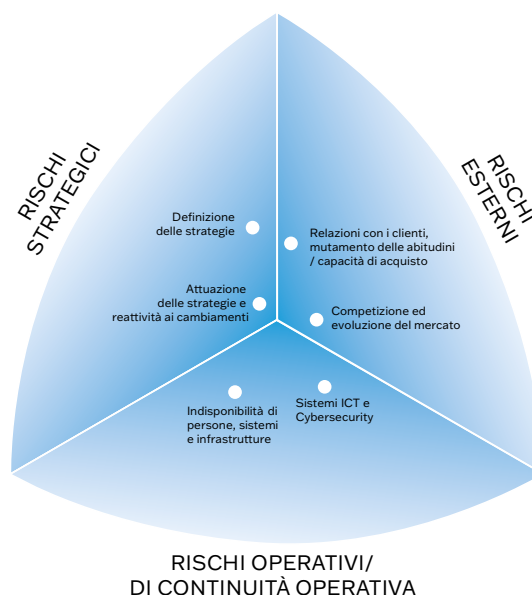 RISCHI
STRATEGICI
RISCHI
ESTERNI
Definizione
delle strategie
Relazioni con i clienti,
mutamento delle abitudini
/ capacità di acquisto
Attuazione
delle strategie e
reattività ai cambiamenti
Competizione ed
evoluzione del mercato
Indisponibilità di
persone, sistemi
e infrastrutture
Sistemi ICT e
Cybersecurity
RISCHI OPERATIVI/
DI CONTINUITÀ OPERATIVA